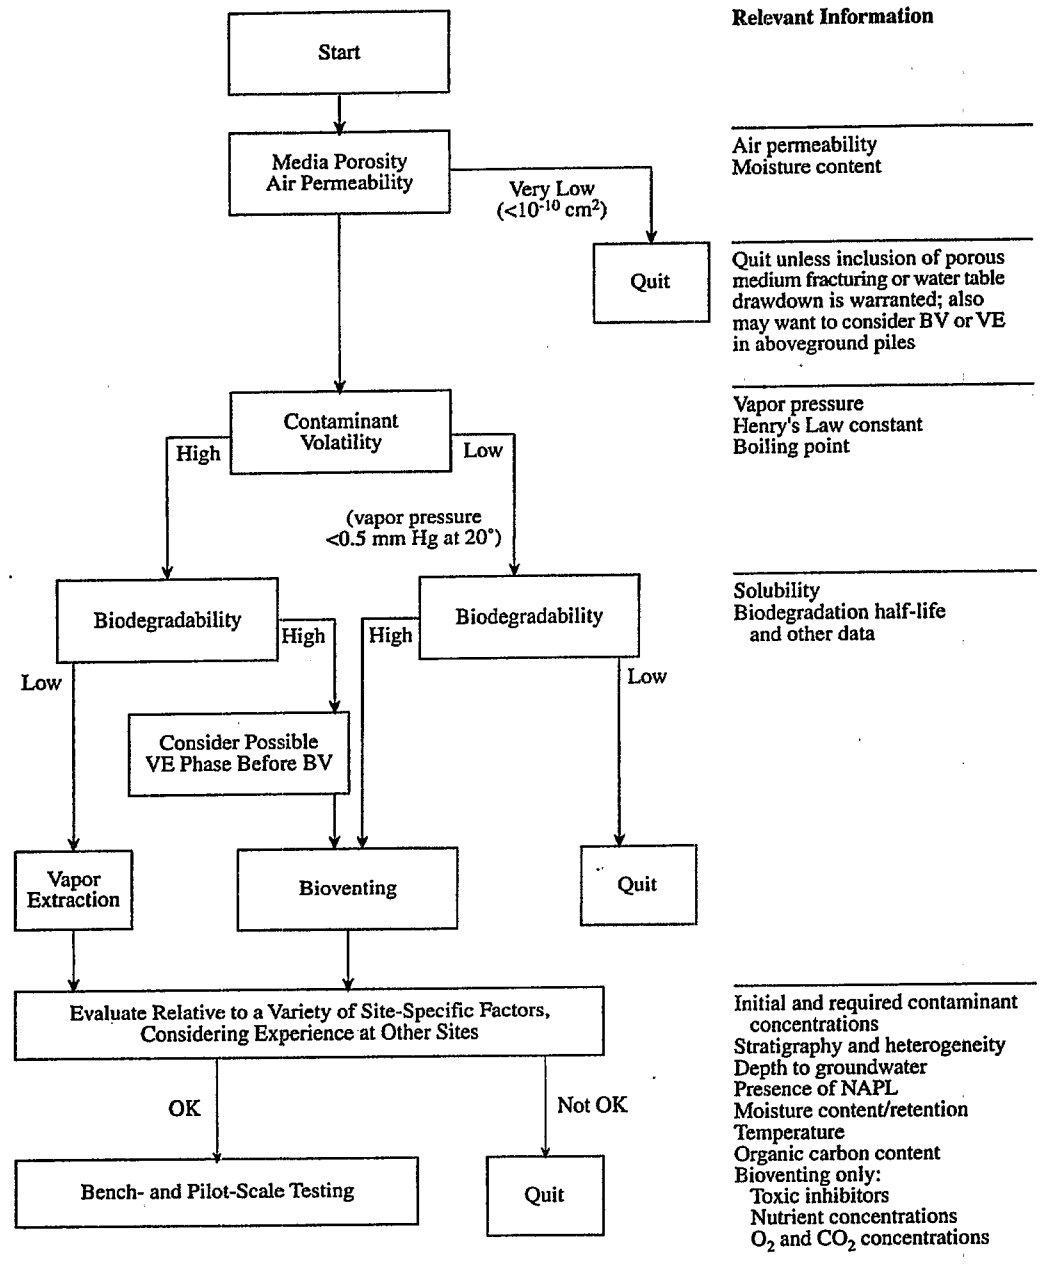 Relevant Information
Start
Media Porosity
Air Permeability
Very Low
(<10⁻¹⁰ cm²)
Air permeability
Moisture content
Quit
Quit unless inclusion of porous
medium fracturing or water table
drawdown is warranted; also
may want to consider BV or VE
in aboveground piles
Contaminant
Volatility
High
Low
(vapor pressure
<0.5 mm Hg at 20°)
Vapor pressure
Henry's Law constant
Boiling point
Biodegradability
High
Low
Biodegradability
High
Low
Solubility
Biodegradation half-life
and other data
Consider Possible
VE Phase Before BV
Vapor
Extraction
Bioventing
Quit
Evaluate Relative to a Variety of Site-Specific Factors,
Considering Experience at Other Sites
OK
Not OK
Bench- and Pilot-Scale Testing
Quit
Initial and required contaminant
concentrations
Stratigraphy and heterogeneity
Depth to groundwater
Presence of NAPL
Moisture content/retention
Temperature
Organic carbon content
Bioventing only:
Toxic inhibitors
Nutrient concentrations
O₂ and CO₂ concentrations